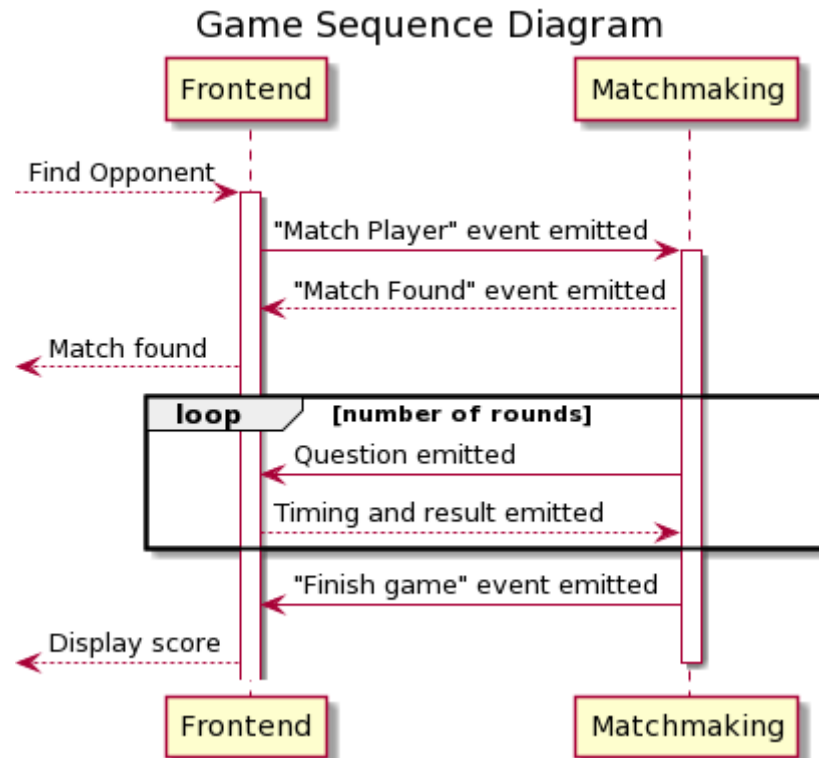 Game Sequence Diagram
Frontend
Matchmaking
Find Opponent
"Match Player" event emitted
"Match Found" event emitted
Match found
loop [number of rounds]
Question emitted
Timing and result emitted
"Finish game" event emitted
Display score
Frontend
Matchmaking